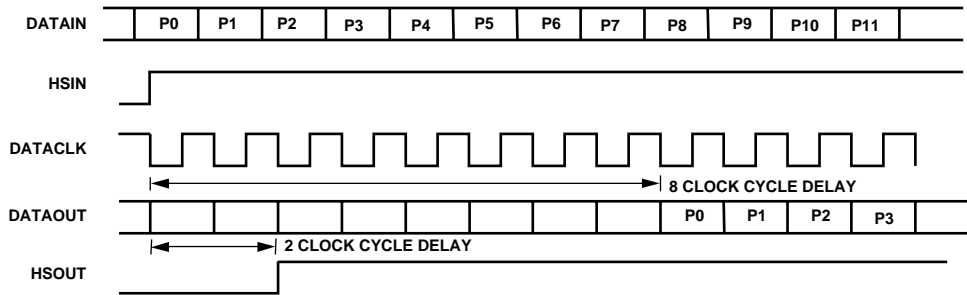 DATAIN P0 P1 P2 P3 P4 P5 P6 P7 P8 P9 P10 P11
HSIN
DATACLK
8 CLOCK CYCLE DELAY
DATAOUT P0 P1 P2 P3
2 CLOCK CYCLE DELAY
HSOUT